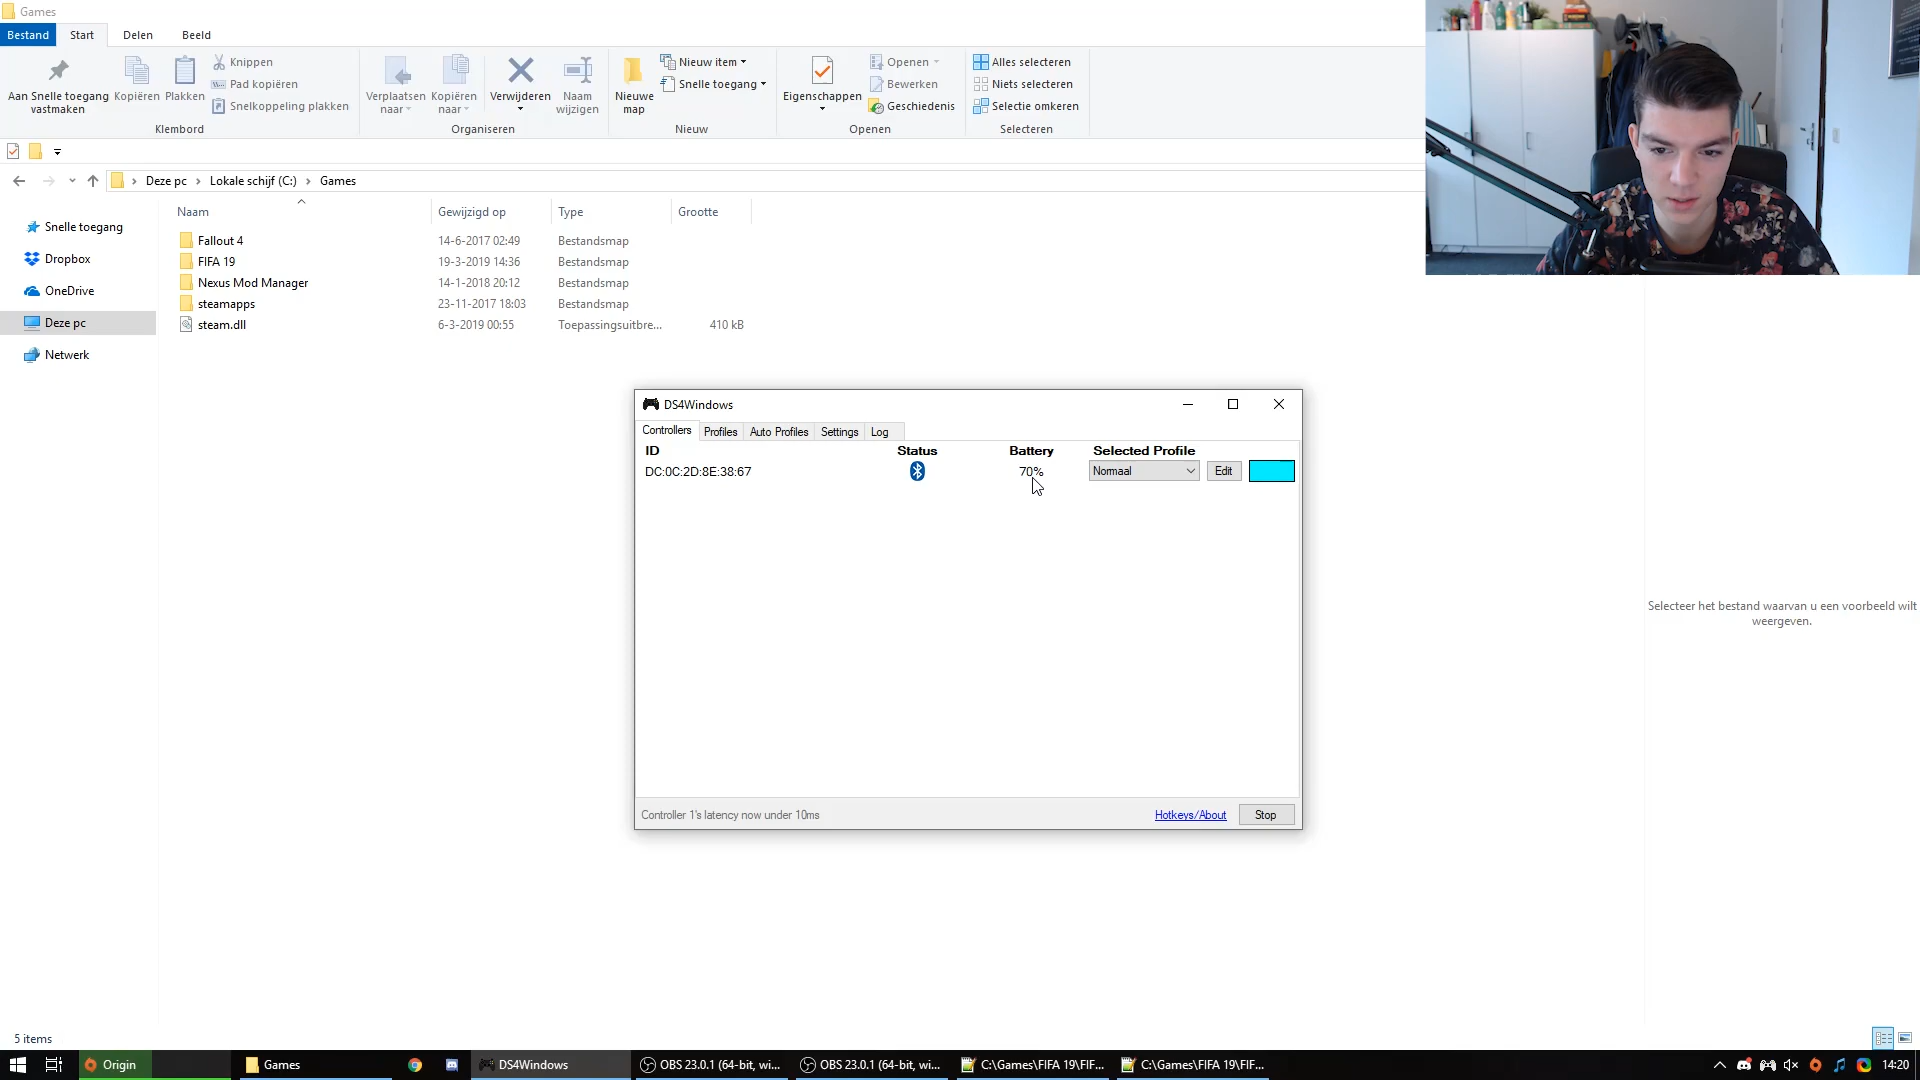 Games
Bestand Start Delen Beeld
Aan Snelle toegang vastmaken
Kopiëren
Plakken
Knippen
Pad kopiëren
Snelkoppeling plakken
Klembord
Verplaatsen naar
Kopiëren naar
Verwijderen
Naam wijzigen
Organiseren
Nieuwe map
Nieuw item
Snelle toegang
Nieuw
Eigenschappen
Openen
Bewerken
Geschiedenis
Openen
Alles selecteren
Niets selecteren
Selectie omkeren
Selecteren
Deze pc > Lokale schijf (C:) > Games
Snelle toegang
Dropbox
OneDrive
Deze pc
Netwerk
Naam Gewijzigd op Type Grootte
Fallout 4 14-6-2017 02:49 Bestandsmap
FIFA 19 19-3-2019 14:36 Bestandsmap
Nexus Mod Manager 14-1-2018 20:12 Bestandsmap
steamapps 23-11-2017 18:03 Bestandsmap
steam.dll 6-3-2019 00:55 Toepassingsuitbre... 410 kB
DS4Windows
Controllers Profiles Auto Profiles Settings Log
ID Status Battery Selected Profile
DC:0C:2D:8E:38:67 70% Normaal Edit
Controller 1's latency now under 10ms Hotkeys/About Stop
Selecteer het bestand waarvan u een voorbeeld wilt
weergeven.
5 items
Origin Games DS4Windows OBS 23.0.1 (64-bit, wi... OBS 23.0.1 (64-bit, wi... C:\Games\FIFA 19\FIF... C:\Games\FIFA 19\FIF... 14:20